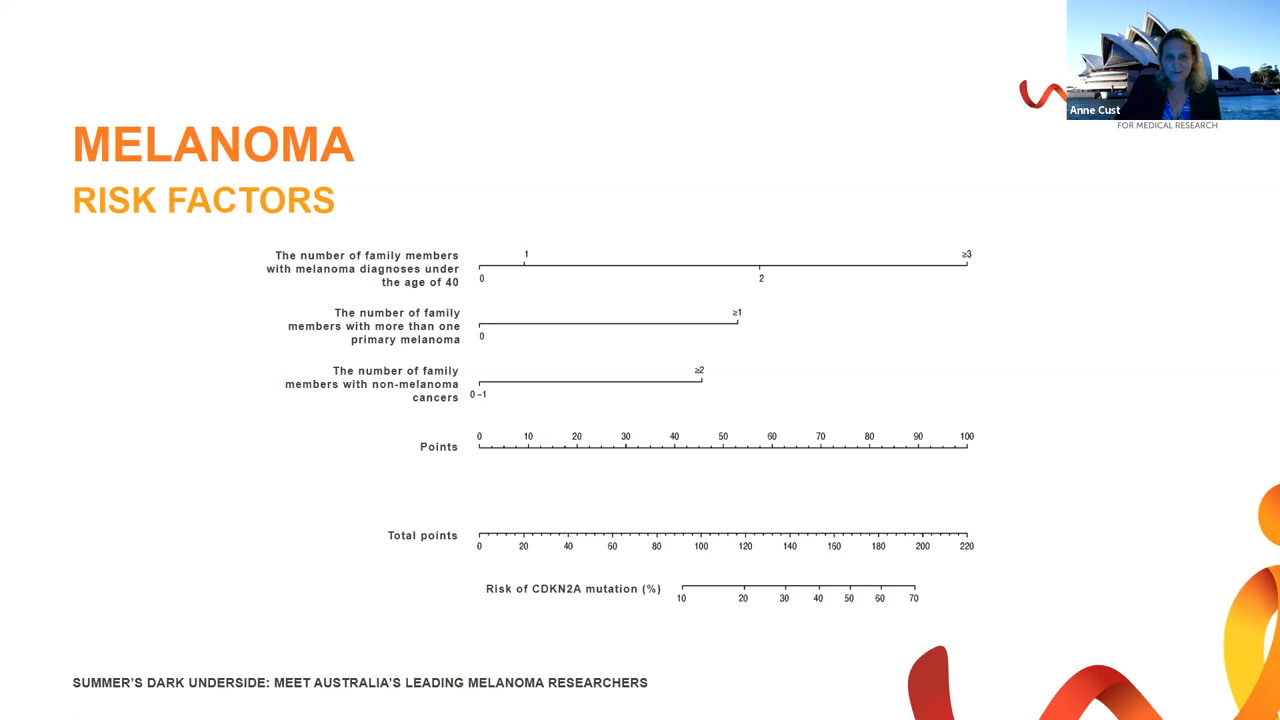 Anne Cust
FOR MEDICAL RESEARCH
MELANOMA
RISK FACTORS
The number of family members
with melanoma diagnoses under
the age of 40
1
≥3
0
2
The number of family
members with more than one
primary melanoma
≥1
0
The number of family
members with non-melanoma
cancers
≥2
0 –1
Points
0 10 20 30 40 50 60 70 80 90 100
Total points
0 20 40 60 80 100 120 140 160 180 200 220
Risk of CDKN2A mutation (%)
10 20 30 40 50 60 70
SUMMER'S DARK UNDERSIDE: MEET AUSTRALIA'S LEADING MELANOMA RESEARCHERS